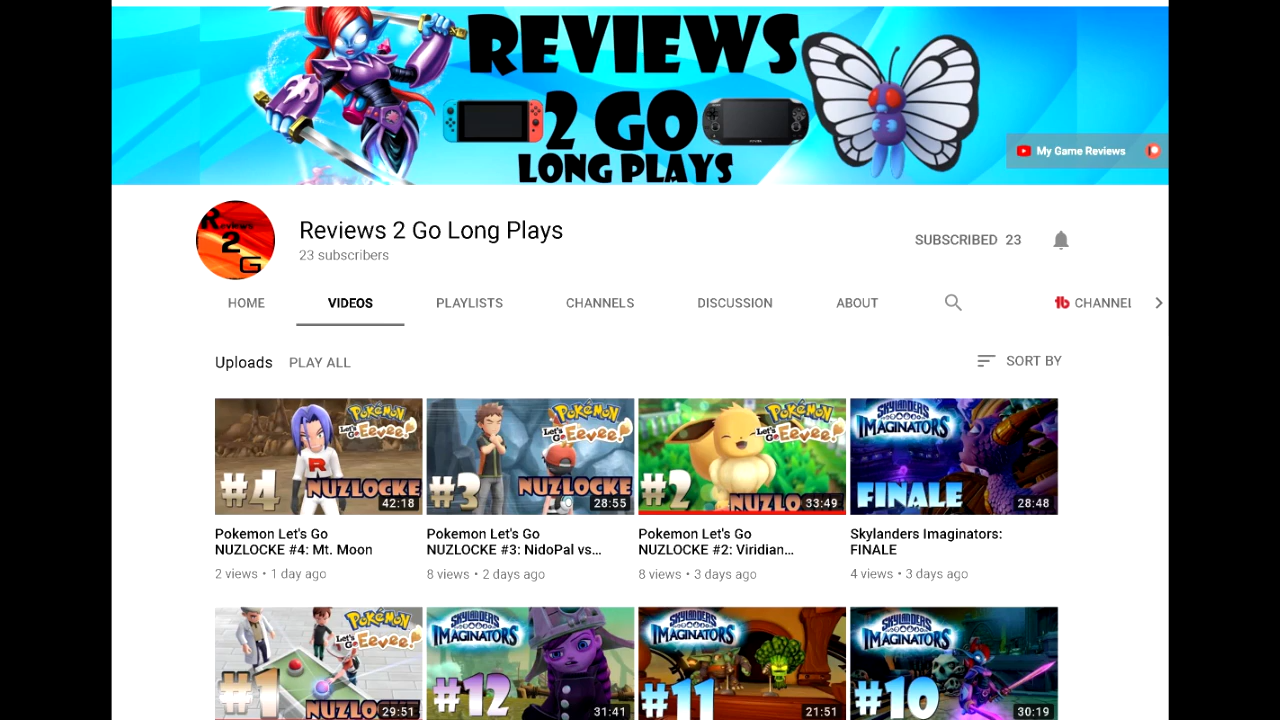 REVIEWS
2 GO
LONG PLAYS
My Game Reviews
Reviews
2
G
Reviews 2 Go Long Plays
23 subscribers
SUBSCRIBED 23
HOME VIDEOS PLAYLISTS CHANNELS DISCUSSION ABOUT CHANNEL
Uploads PLAY ALL SORT BY
POKéMON Let's Go Eevee! #4 R NUZLOCKE 42:18
POKéMON Let's Go Eevee! #3 NUZLOCKE 28:55
POKéMON Let's Go Eevee! #2 NUZLO 33:49
SKYLANDERS IMAGINATORS FINALE 28:48
Pokemon Let's Go
NUZLOCKE #4: Mt. Moon
2 views • 1 day ago
Pokemon Let's Go
NUZLOCKE #3: NidoPal vs...
8 views • 2 days ago
Pokemon Let's Go
NUZLOCKE #2: Viridian...
8 views • 3 days ago
Skylanders Imaginators:
FINALE
4 views • 3 days ago
POKéMON Let's Go Eevee! #1 NUZLO 29:51
SKYLANDERS IMAGINATORS #12 31:41
SKYLANDERS IMAGINATORS #11 21:51
SKYLANDERS IMAGINATORS #10 30:19